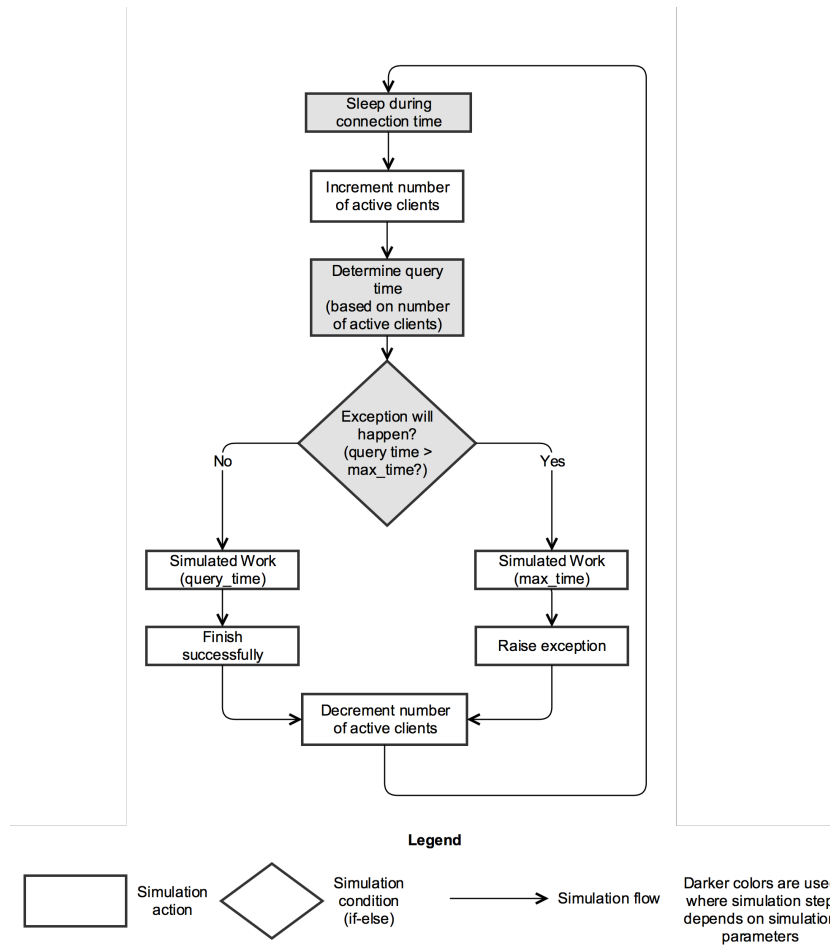 Sleep during
connection time
Increment number
of active clients
Determine query
time
(based on number
of active clients)
Exception will
happen?
(query time >
max_time?)
No
Yes
Simulated Work
(query_time)
Simulated Work
(max_time)
Finish
successfully
Raise exception
Decrement number
of active clients
Legend
Simulation
action
Simulation
condition
(if-else)
Simulation flow
Darker colors are use
where simulation step
depends on simulation
parameters